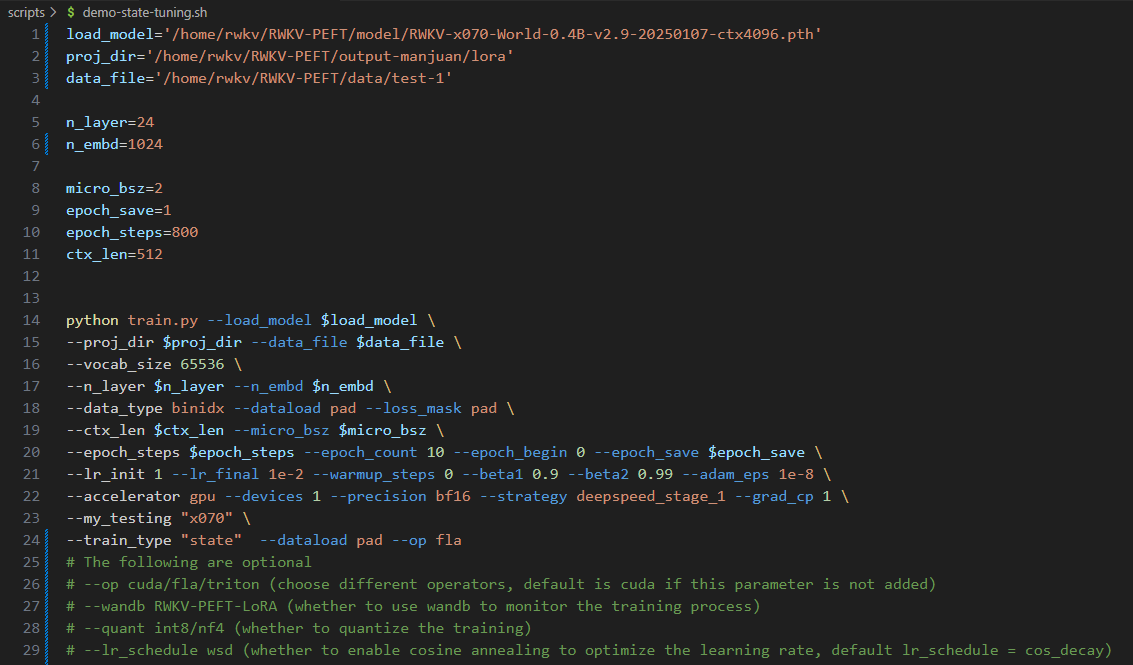 scripts > $ demo-state-tuning.sh
1 load_model='/home/rwkv/RWKV-PEFT/model/RWKV-x070-World-0.4B-v2.9-20250107-ctx4096.pth'
2 proj_dir='/home/rwkv/RWKV-PEFT/output-manjuan/lora'
3 data_file='/home/rwkv/RWKV-PEFT/data/test-1'
4
5 n_layer=24
6 n_embd=1024
7
8 micro_bsz=2
9 epoch_save=1
10 epoch_steps=800
11 ctx_len=512
12
13
14 python train.py --load_model $load_model \
15 --proj_dir $proj_dir --data_file $data_file \
16 --vocab_size 65536 \
17 --n_layer $n_layer --n_embd $n_embd \
18 --data_type binidx --dataload pad --loss_mask pad \
19 --ctx_len $ctx_len --micro_bsz $micro_bsz \
20 --epoch_steps $epoch_steps --epoch_count 10 --epoch_begin 0 --epoch_save $epoch_save \
21 --lr_init 1 --lr_final 1e-2 --warmup_steps 0 --beta1 0.9 --beta2 0.99 --adam_eps 1e-8 \
22 --accelerator gpu --devices 1 --precision bf16 --strategy deepspeed_stage_1 --grad_cp 1 \
23 --my_testing "x070" \
24 --train_type "state"  --dataload pad --op fla
25 # The following are optional
26 # --op cuda/fla/triton (choose different operators, default is cuda if this parameter is not added)
27 # --wandb RWKV-PEFT-LoRA (whether to use wandb to monitor the training process)
28 # --quant int8/nf4 (whether to quantize the training)
29 # --lr_schedule wsd (whether to enable cosine annealing to optimize the learning rate, default lr_schedule = cos_decay)